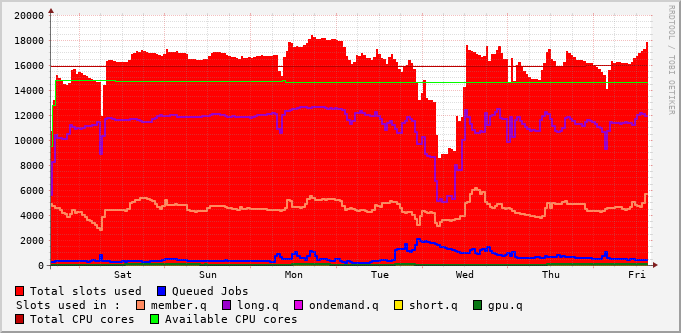 20000
18000
16000
14000
12000
10000
8000
6000
4000
2000
0
Sat Sun Mon Tue Wed Thu Fri
Total slots used Queued Jobs
Slots used in : member.q long.q ondemand.q short.q gpu.q
Total CPU cores Available CPU cores
RRDTOOL / TOBI OETIKER